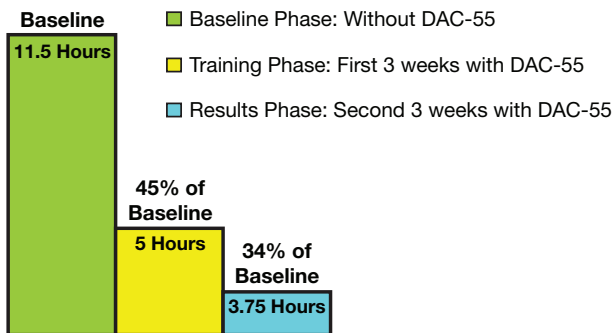 Baseline
11.5 Hours
Baseline Phase: Without DAC-55
Training Phase: First 3 weeks with DAC-55
Results Phase: Second 3 weeks with DAC-55
45% of
Baseline
5 Hours
34% of
Baseline
3.75 Hours